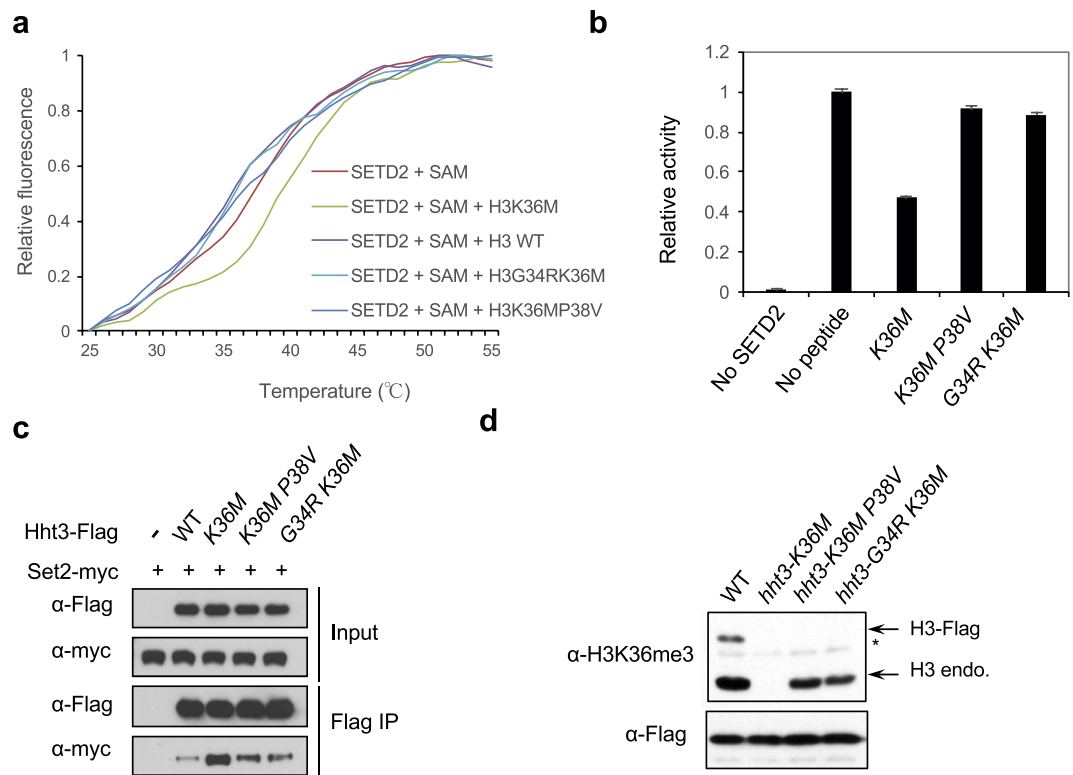 a
1
0.8
0.6
0.4
0.2
0
Relative fluorescence
25 30 35 40 45 50 55
Temperature (℃)
SETD2 + SAM
SETD2 + SAM + H3K36M
SETD2 + SAM + H3 WT
SETD2 + SAM + H3G34RK36M
SETD2 + SAM + H3K36MP38V
b
1.2
1
0.8
0.6
0.4
0.2
0
Relative activity
No SETD2
No peptide
K36M
K36M P38V
G34R K36M
c
Hht3-Flag
- WT K36M K36M P38V G34R K36M
Set2-myc + + + + +
α-Flag
α-myc
Input
α-Flag
α-myc
Flag IP
d
WT
hht3-K36M
hht3-K36M P38V
hht3-G34R K36M
α-H3K36me3
H3-Flag
*
H3 endo.
α-Flag